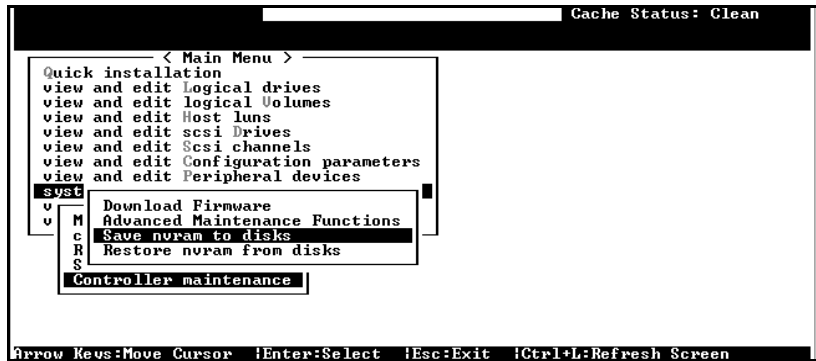 Cache Status: Clean
< Main Menu >
Quick installation
view and edit Logical drives
view and edit logical Volumes
view and edit Host luns
view and edit scsi Drives
view and edit Scsi channels
view and edit Configuration parameters
view and edit Peripheral devices
syst
v
Download Firmware
v M Advanced Maintenance Functions
c Save nvram to disks
R Restore nvram from disks
S
Controller maintenance
Arrow Keys:Move Cursor |Enter:Select |Esc:Exit |Ctrl+L:Refresh Screen